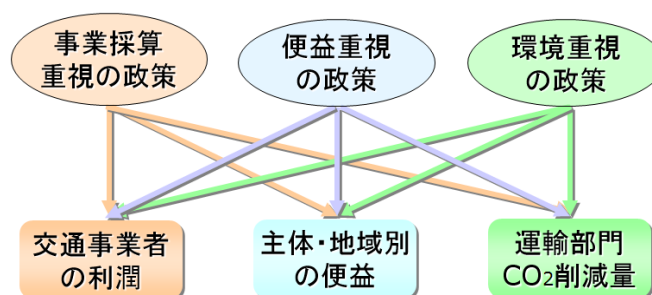 事業採算
重視の政策
便益重視
の政策
環境重視
の政策
交通事業者
の利潤
主体・地域別
の便益
運輸部門
CO2削減量